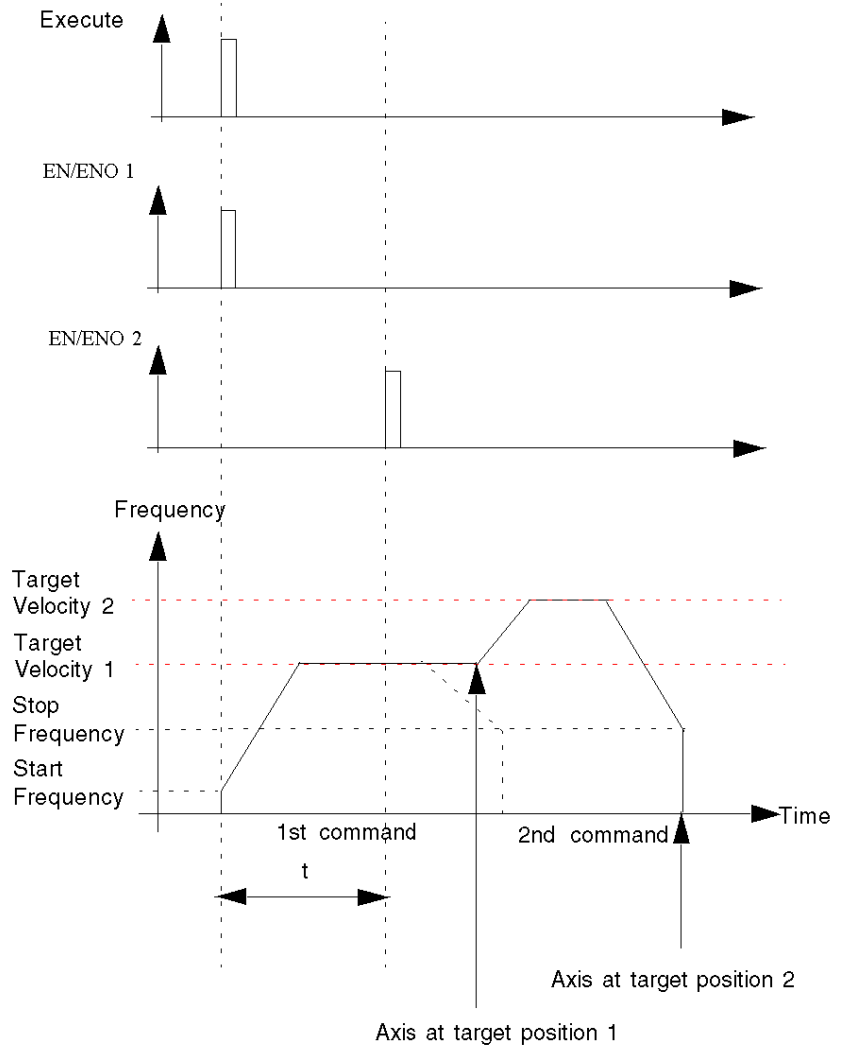 Execute
EN/ENO 1
EN/ENO 2
Frequency
Target
Velocity 2
Target
Velocity 1
Stop
Frequency
Start
Frequency
Time
1st command
2nd command
t
Axis at target position 2
Axis at target position 1